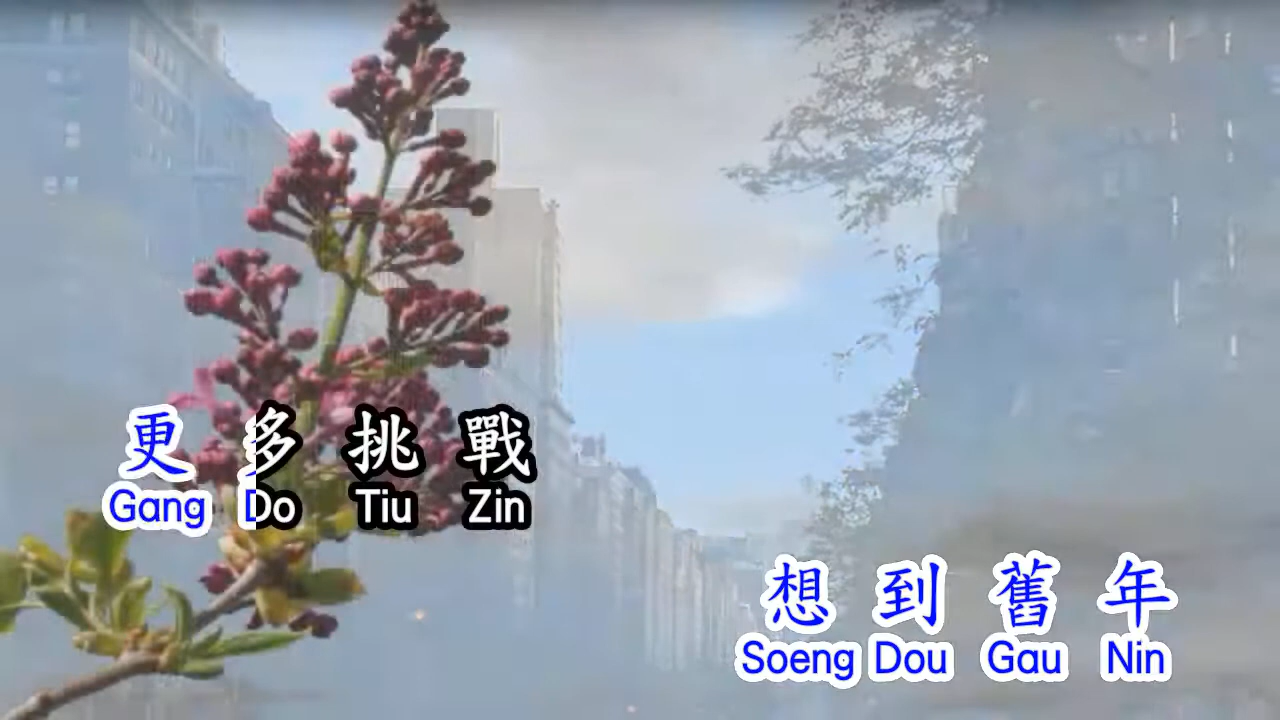 更 多 挑 戰
Gang Do Tiu Zin
想 到 舊 年
Soeng Dou Gau Nin